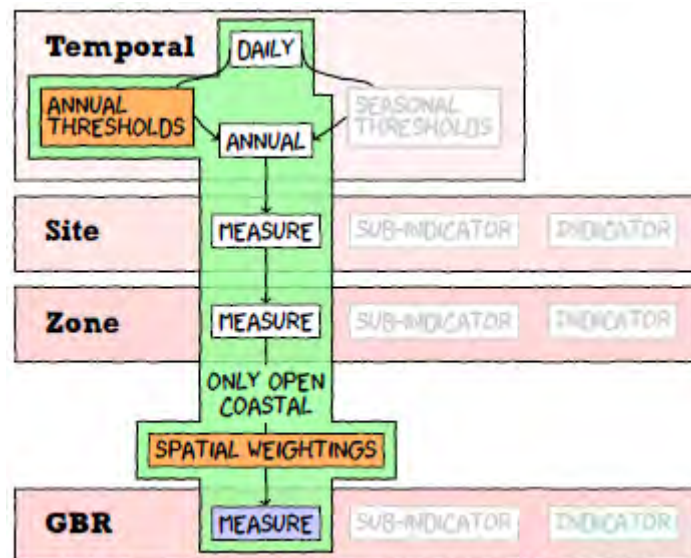 Temporal
DAILY
ANNUAL
THRESHOLDS
SEASONAL
THRESHOLDS
ANNUAL
Site
MEASURE
SUB-INDICATOR
INDICATOR
Zone
MEASURE
SUB-INDICATOR
INDICATOR
ONLY OPEN
COASTAL
SPATIAL WEIGHTINGS
GBR
MEASURE
SUB-INDICATOR
INDICATOR